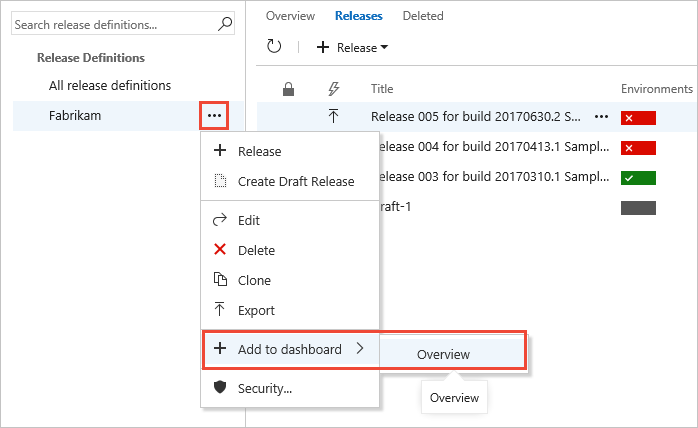 Search release definitions...
Release Definitions
All release definitions
Fabrikam
...
Overview Releases Deleted
Release
Title Environments
Release 005 for build 20170630.2 S... ...
elease 004 for build 20170413.1 Sampl...
elease 003 for build 20170310.1 Sampl...
raft-1
Release
Create Draft Release
Edit
Delete
Clone
Export
Add to dashboard
Overview
Overview
Security...